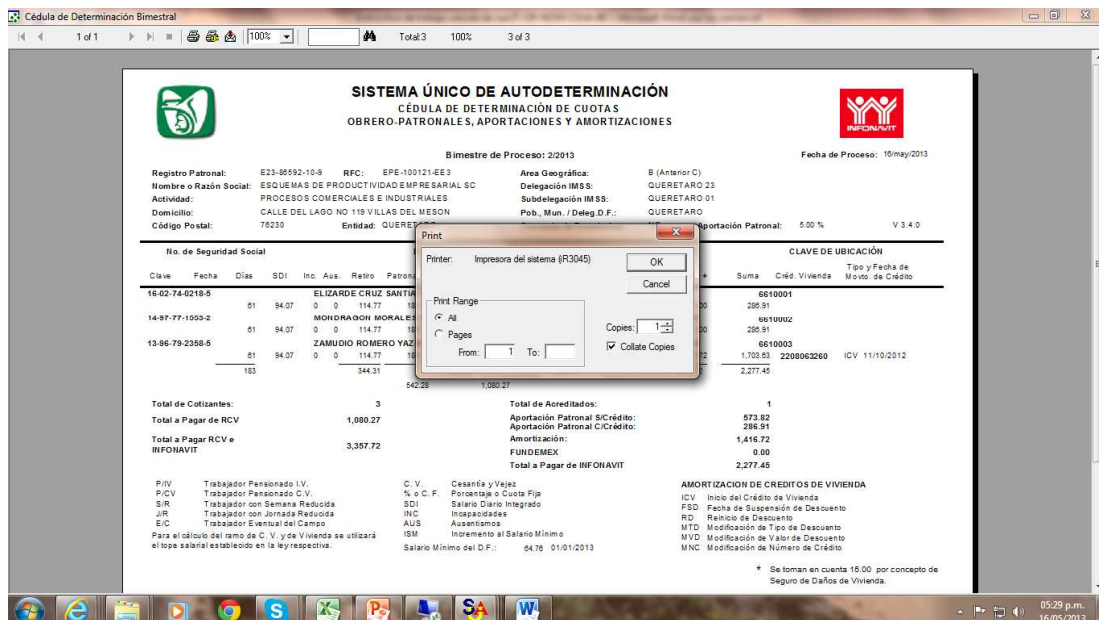 Cédula de Determinación Bimestral
1 of 1 100% Total:3 100% 3 of 3
SISTEMA ÚNICO DE AUTODETERMINACIÓN
CÉDULA DE DETERMINACIÓN DE CUOTAS
OBRERO-PATRONALES, APORTACIONES Y AMORTIZACIONES
INFONAVIT
Bimestre de Proceso: 2/2013 Fecha de Proceso: 16/may/2013
Registro Patronal: E23-86592-10-9 RFC: EPE-100121-EE3 Area Geográfica: B (Anterior C)
Nombre o Razón Social: ESQUEMAS DE PRODUCTIVIDAD EMPRESARIAL SC Delegación IMSS: QUERETARO 23
Actividad: PROCESOS COMERCIALES E INDUSTRIALES Subdelegación IMSS: QUERETARO 01
Domicilio: CALLE DEL LAGO NO 119 VILLAS DEL MESON Pob., Mun. / Deleg.D.F.: QUERETARO
Código Postal: 76230 Entidad: Aportación Patronal: 5.00 % V 3.4.0
No. de Seguridad Social CLAVE DE UBICACIÓN
Clave Fecha Días SDI Inc. Aus. Retiro * Suma Créd. Vivienda Tipo y Fecha de
Movto. de Crédito
16-02-74-0218-5 ELIZARDE CRUZ 6610001
61 94.07 0 0 114.77 286.91
14-97-77-1553-2 MONDRAGON MORALES 6610002
61 94.07 0 0 114.77 286.91
13-96-79-2358-5 ZAMUDIO ROMERO 6610003
61 94.07 0 0 114.77 1,703.63 2208063260 ICV 11/10/2012
183 344.31 2,277.45
542.28 1,080.27
Print
Printer: Impresora del sistema (iR3045) OK
Cancel
Print Range
All
Pages Copies: 1
From: 1 To: Collate Copies
Total de Cotizantes: 3 Total de Acreditados: 1
Total a Pagar de RCV 1,080.27 Aportación Patronal S/Crédito: 573.82
Aportación Patronal C/Crédito: 286.91
Total a Pagar RCV e
INFONAVIT 3,357.72 Amortización: 1,416.72
FUNDEMEX 0.00
Total a Pagar de INFONAVIT 2,277.45
P/IV Trabajador Pensionado I.V. C. V. Cesantía y Vejez AMORTIZACION DE CREDITOS DE VIVIENDA
P/CV Trabajador Pensionado C.V. % o C. F. Porcentaje o Cuota Fija ICV Inicio del Crédito de Vivienda
S/R Trabajador con Semana Reducida SDI Salario Diario Integrado FSD Fecha de Suspensión de Descuento
J/R Trabajador con Jornada Reducida INC Incapacidades RD Reinicio de Descuento
E/C Trabajador Eventual del Campo AUS Ausentismos MTD Modificación de Tipo de Descuento
Para el cálculo del ramo de C. V. y de Vivienda se utilizará ISM Incremento al Salario Mínimo MVD Modificación de Valor de Descuento
el tope salarial establecido en la ley respectiva. Salario Mínimo del D.F.: 64.76 01/01/2013 MNC Modificación de Número de Crédito
* Se toman en cuenta 15.00 por concepto de
Seguro de Daños de Vivienda.
05:29 p.m.
16/05/2013